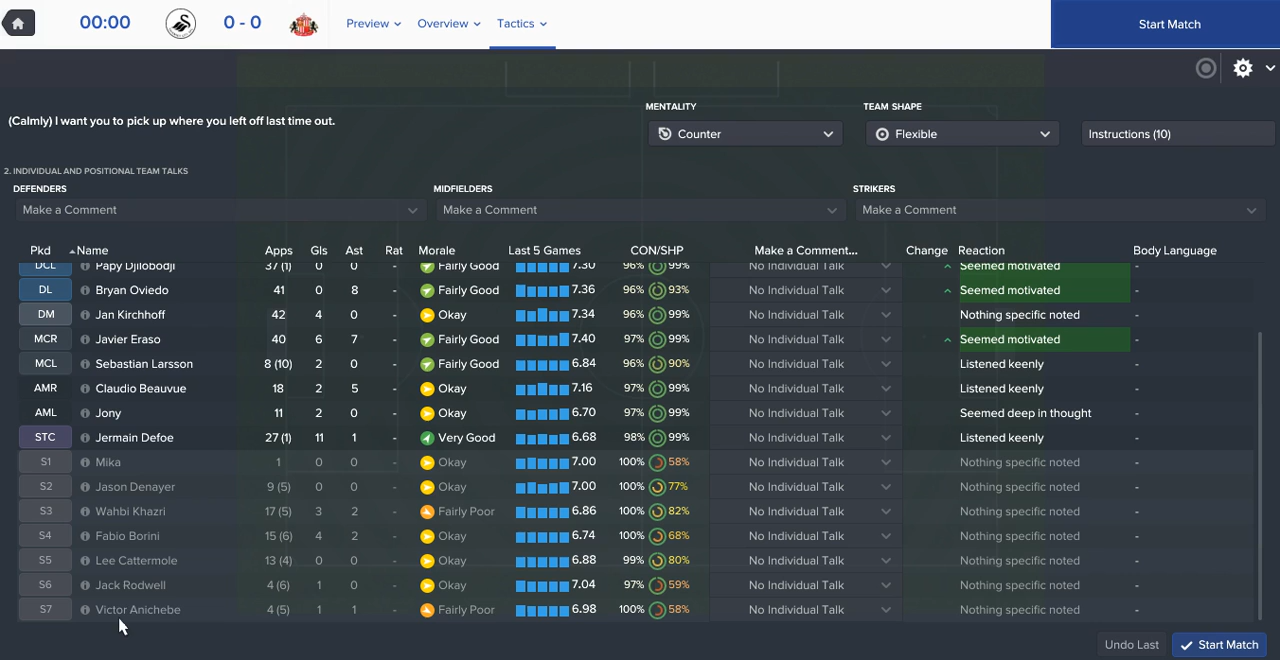 00:00 0 - 0 Preview Overview Tactics Start Match
MENTALITY TEAM SHAPE
(Calmly) I want you to pick up where you left off last time out.
Counter Flexible Instructions (10)
2. INDIVIDUAL AND POSITIONAL TEAM TALKS
DEFENDERS MIDFIELDERS STRIKERS
Make a Comment Make a Comment Make a Comment
Pkd Name Apps Gls Ast Rat Morale Last 5 Games CON/SHP Make a Comment... Change Reaction Body Language
DCL Papy Djilobodji 37 (1) 0 0 - Fairly Good 7.30 96% 99% No Individual Talk Seemed motivated -
DL Bryan Oviedo 41 0 8 - Fairly Good 7.36 96% 93% No Individual Talk Seemed motivated -
DM Jan Kirchhoff 42 4 0 - Okay 7.34 96% 99% No Individual Talk Nothing specific noted -
MCR Javier Eraso 40 6 7 - Fairly Good 7.40 97% 99% No Individual Talk Seemed motivated -
MCL Sebastian Larsson 8 (10) 2 0 - Fairly Good 6.84 96% 90% No Individual Talk Listened keenly -
AMR Claudio Beauvue 18 2 5 - Okay 7.16 97% 99% No Individual Talk Listened keenly -
AML Jony 11 2 0 - Okay 6.70 97% 99% No Individual Talk Seemed deep in thought -
STC Jermain Defoe 27 (1) 11 1 - Very Good 6.68 98% 99% No Individual Talk Listened keenly -
S1 Mika 1 0 0 - Okay 7.00 100% 58% No Individual Talk Nothing specific noted -
S2 Jason Denayer 9 (5) 0 0 - Okay 7.00 100% 77% No Individual Talk Nothing specific noted -
S3 Wahbi Khazri 17 (5) 3 2 - Fairly Poor 6.86 100% 82% No Individual Talk Nothing specific noted -
S4 Fabio Borini 15 (6) 4 2 - Okay 6.74 100% 68% No Individual Talk Nothing specific noted -
S5 Lee Cattermole 13 (4) 0 0 - Okay 6.88 99% 80% No Individual Talk Nothing specific noted -
S6 Jack Rodwell 4 (6) 1 0 - Okay 7.04 97% 59% No Individual Talk Nothing specific noted -
S7 Victor Anichebe 4 (5) 1 1 - Fairly Poor 6.98 100% 58% No Individual Talk Nothing specific noted -
Undo Last Start Match